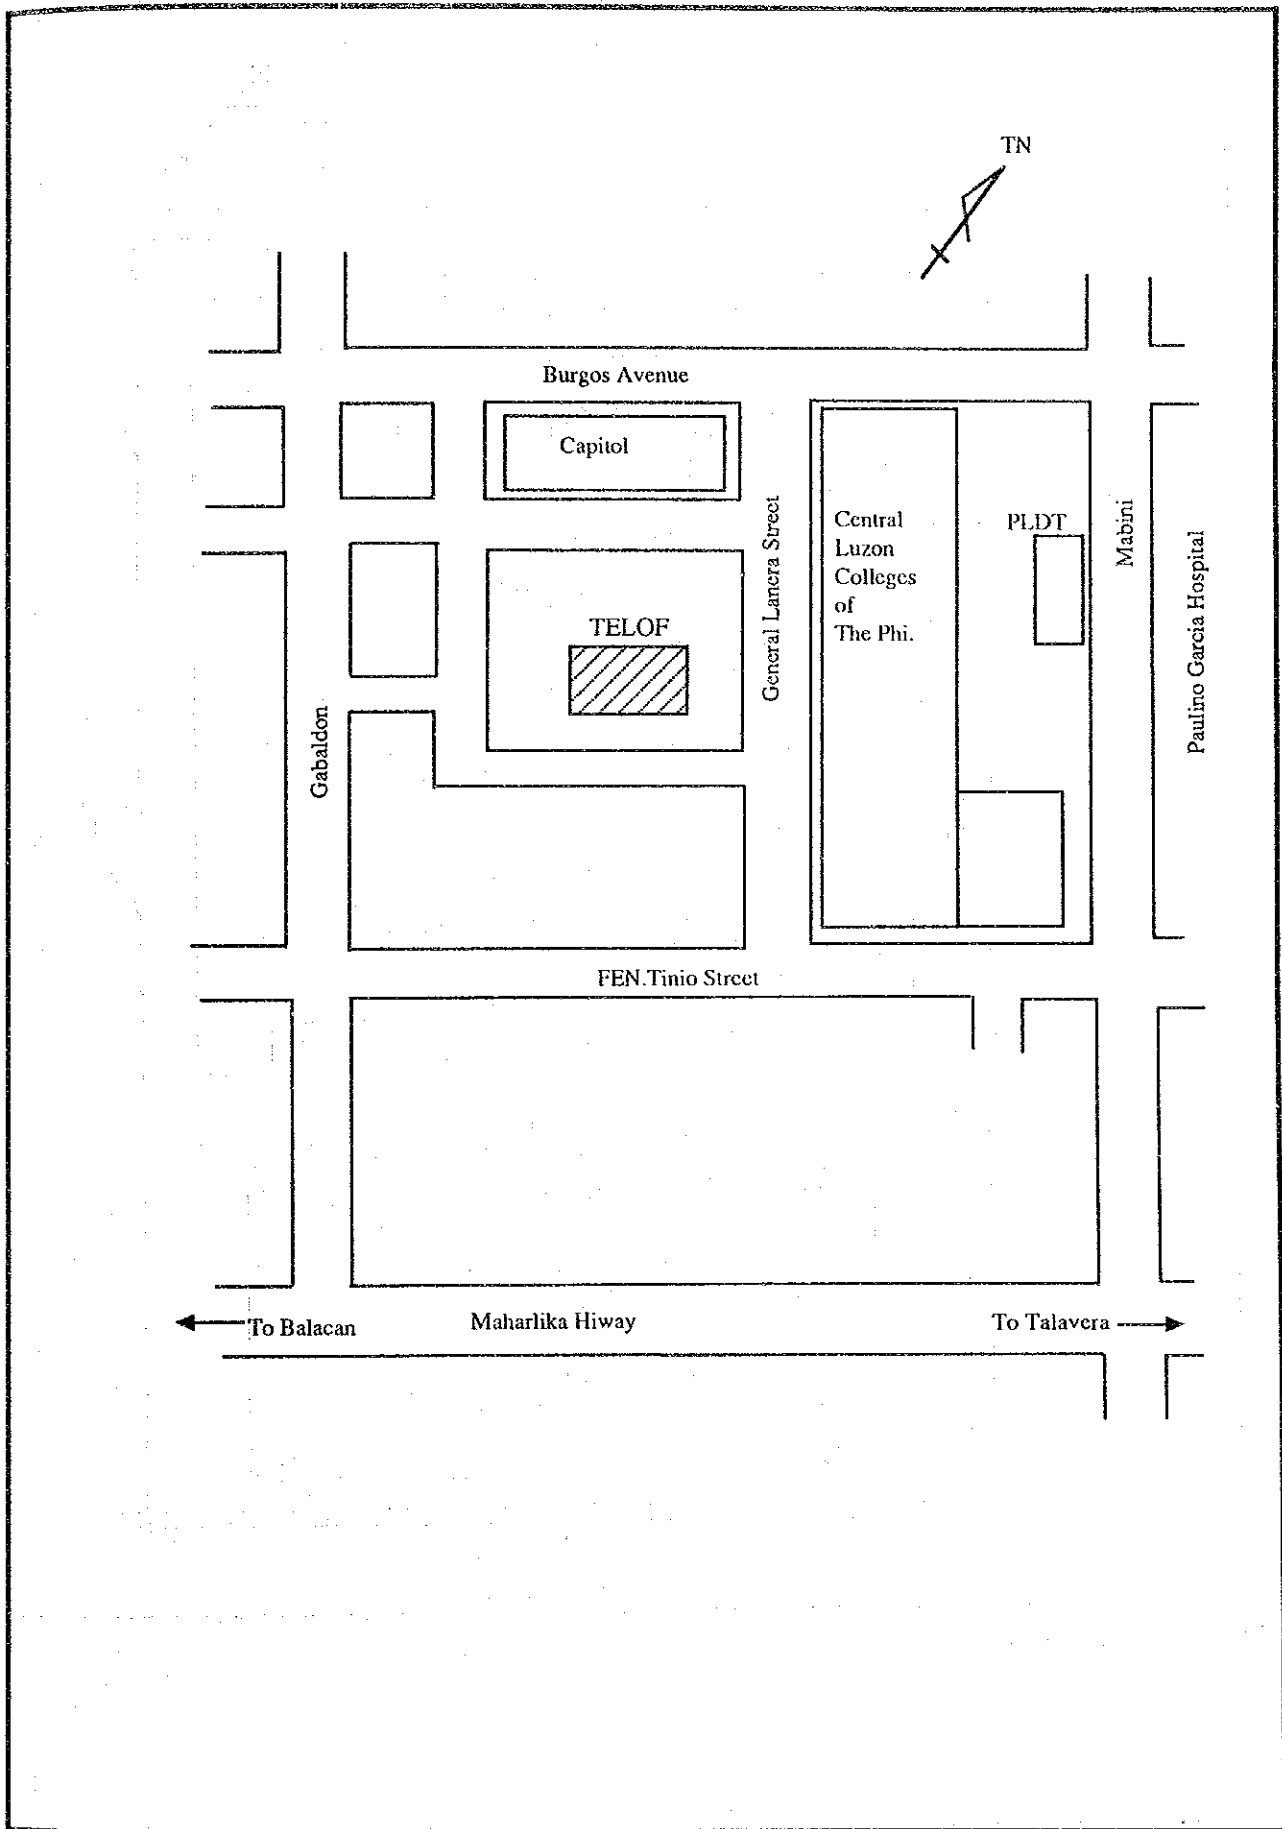 TN
Burgos Avenue
Capitol
General Lanera Street
Central
Luzon
Colleges
of
The Phi.
PLDT
Mabini
Paulino Garcia Hospital
TELOF
Gabaldon
FEN.Tinio Street
To Balacan
Maharlika Hiway
To Talavera